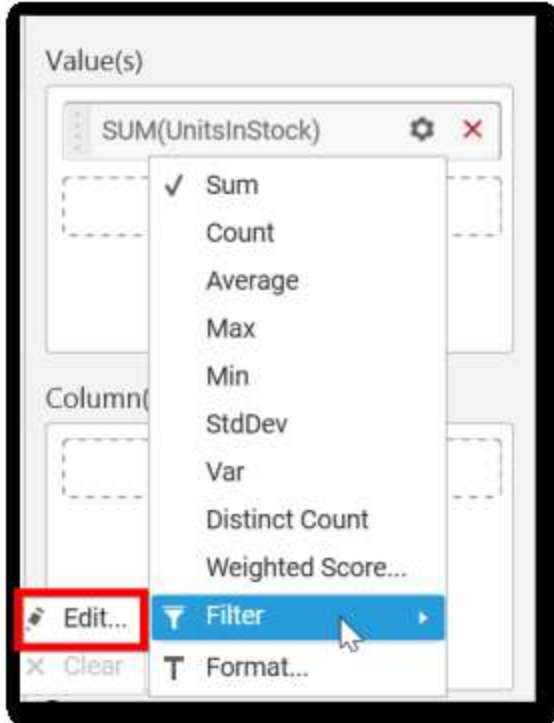 Value(s)
SUM(UnitsInStock)
Sum
Count
Average
Max
Min
Column(
StdDev
Var
Distinct Count
Weighted Score...
Edit...
Filter
Clear
Format...